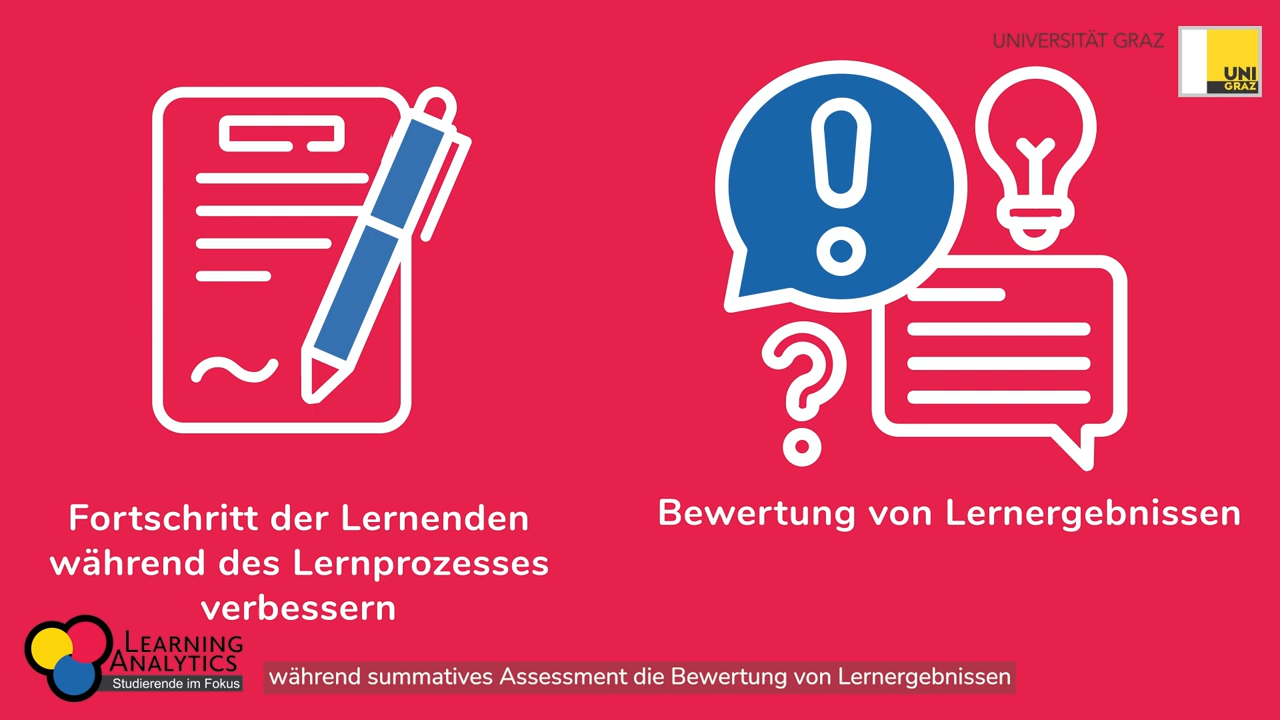 UNIVERSITÄT GRAZ
UNI
GRAZ
Fortschritt der Lernenden
während des Lernprozesses
verbessern
Bewertung von Lernergebnissen
LEARNING
ANALYTICS
Studierende im Fokus
während summatives Assessment die Bewertung von Lernergebnissen